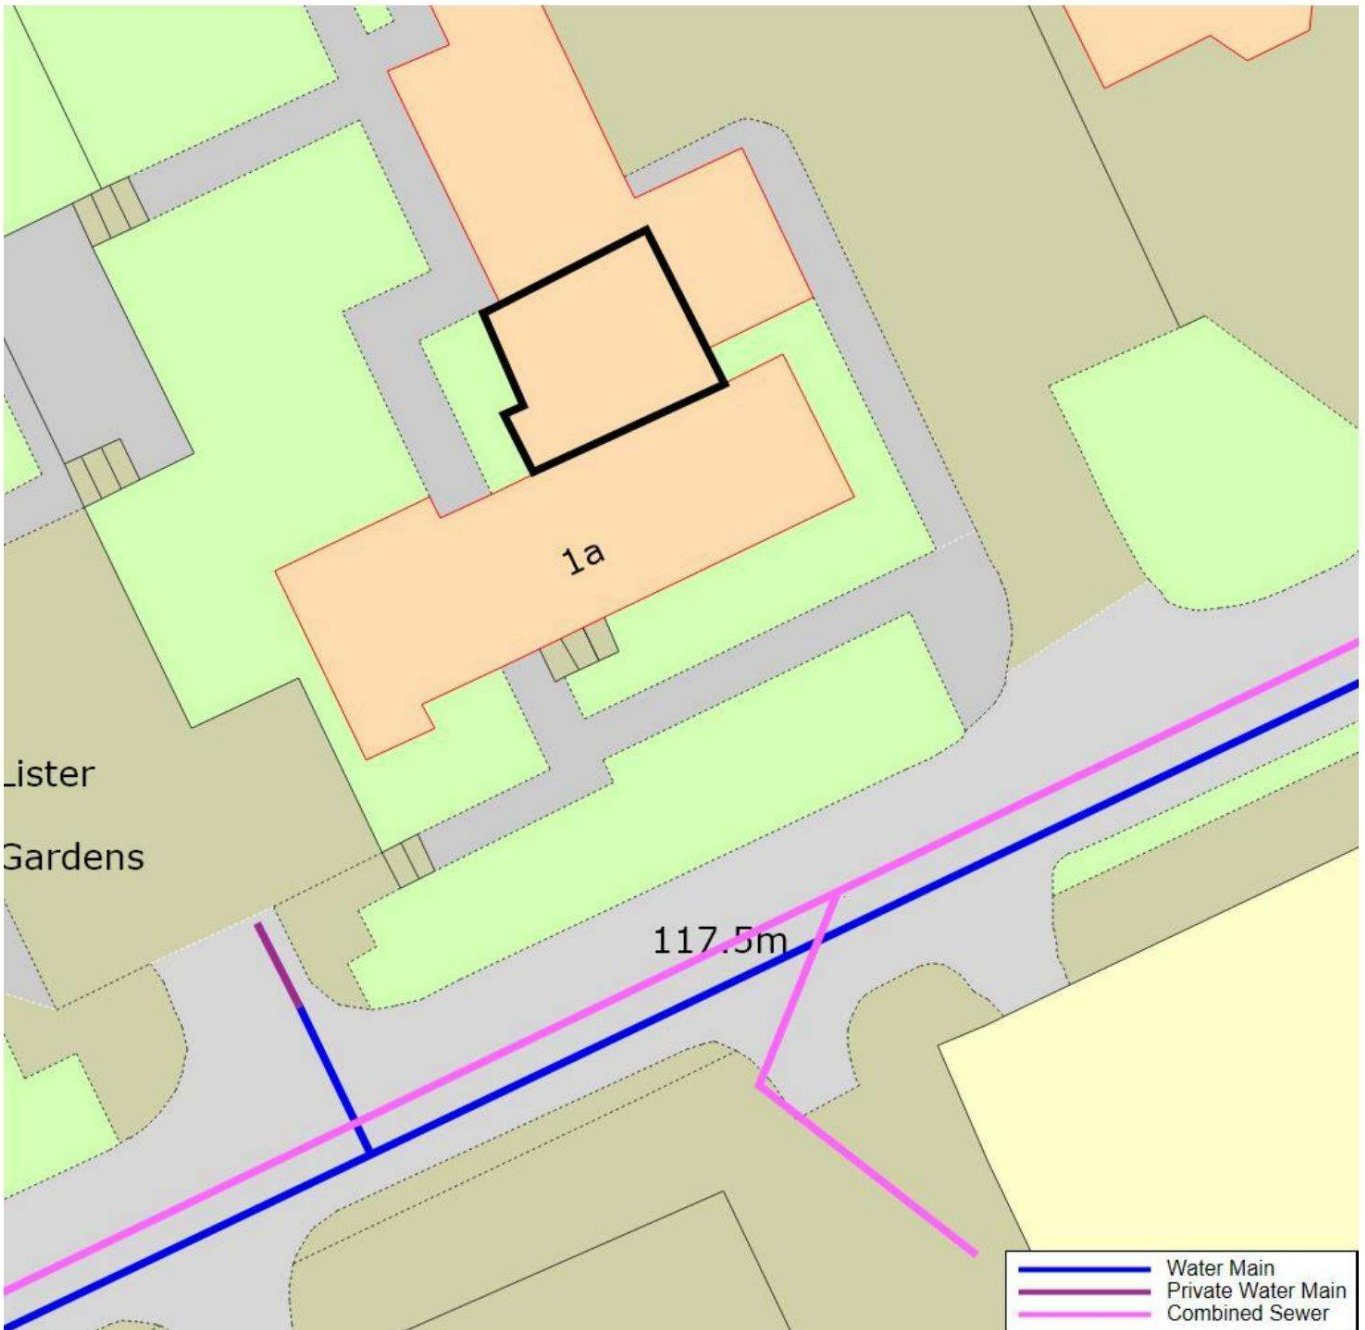 1a
Lister
Gardens
117.5m
Water Main
Private Water Main
Combined Sewer